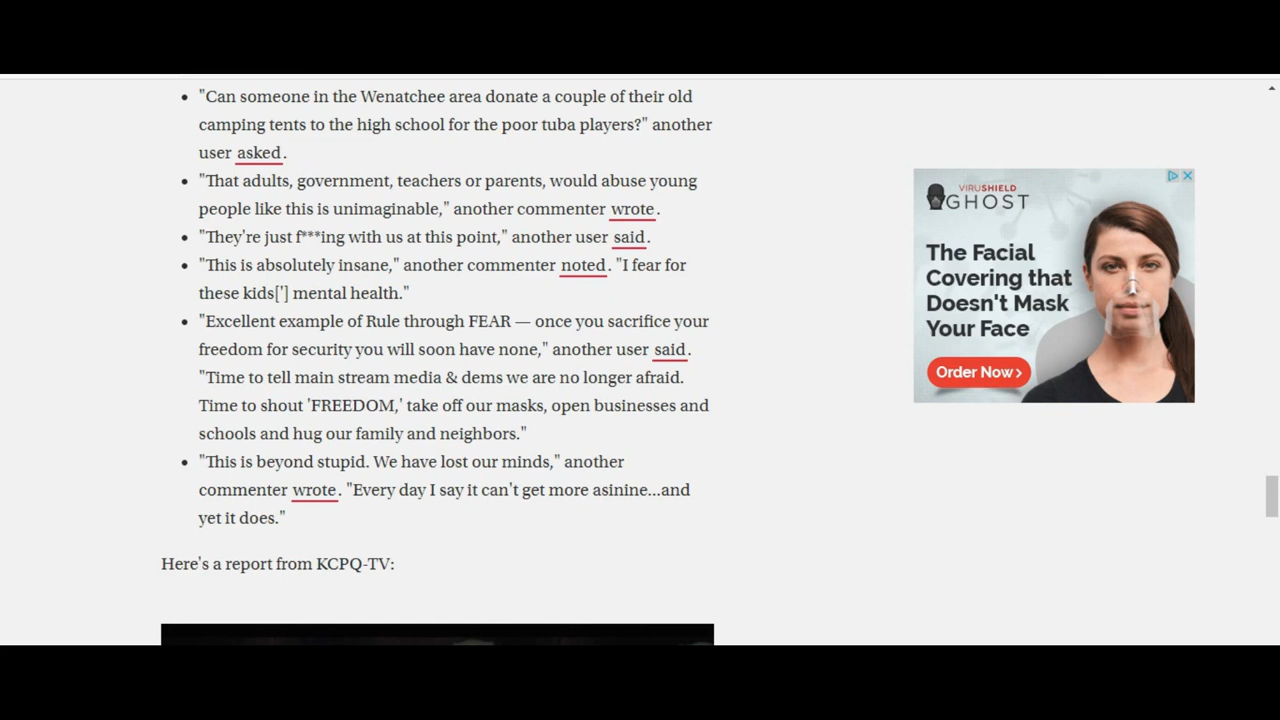 "Can someone in the Wenatchee area donate a couple of their old
camping tents to the high school for the poor tuba players?" another
user asked.
"That adults, government, teachers or parents, would abuse young
people like this is unimaginable," another commenter wrote.
"They're just f***ing with us at this point," another user said.
"This is absolutely insane," another commenter noted. "I fear for
these kids['] mental health."
"Excellent example of Rule through FEAR — once you sacrifice your
freedom for security you will soon have none," another user said.
"Time to tell main stream media & dems we are no longer afraid.
Time to shout 'FREEDOM,' take off our masks, open businesses and
schools and hug our family and neighbors."
"This is beyond stupid. We have lost our minds," another
commenter wrote. "Every day I say it can't get more asinine...and
yet it does."
Here's a report from KCPQ-TV:
VIRUSHIELD
GHOST
The Facial
Covering that
Doesn't Mask
Your Face
Order Now >